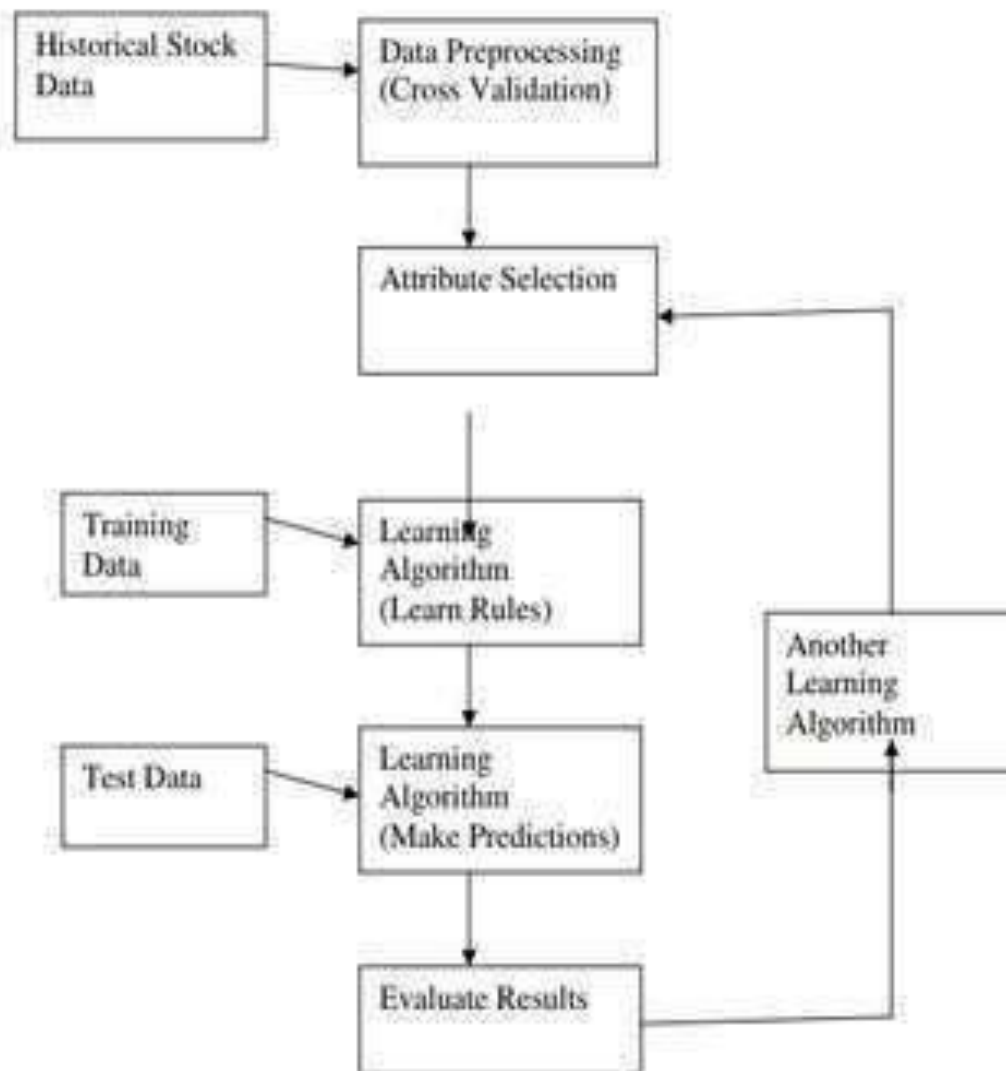 Historical Stock
Data
Data Preprocessing
(Cross Validation)
Attribute Selection
Training
Data
Learning
Algorithm
(Learn Rules)
Another
Learning
Algorithm
Test Data
Learning
Algorithm
(Make Predictions)
Evaluate Results